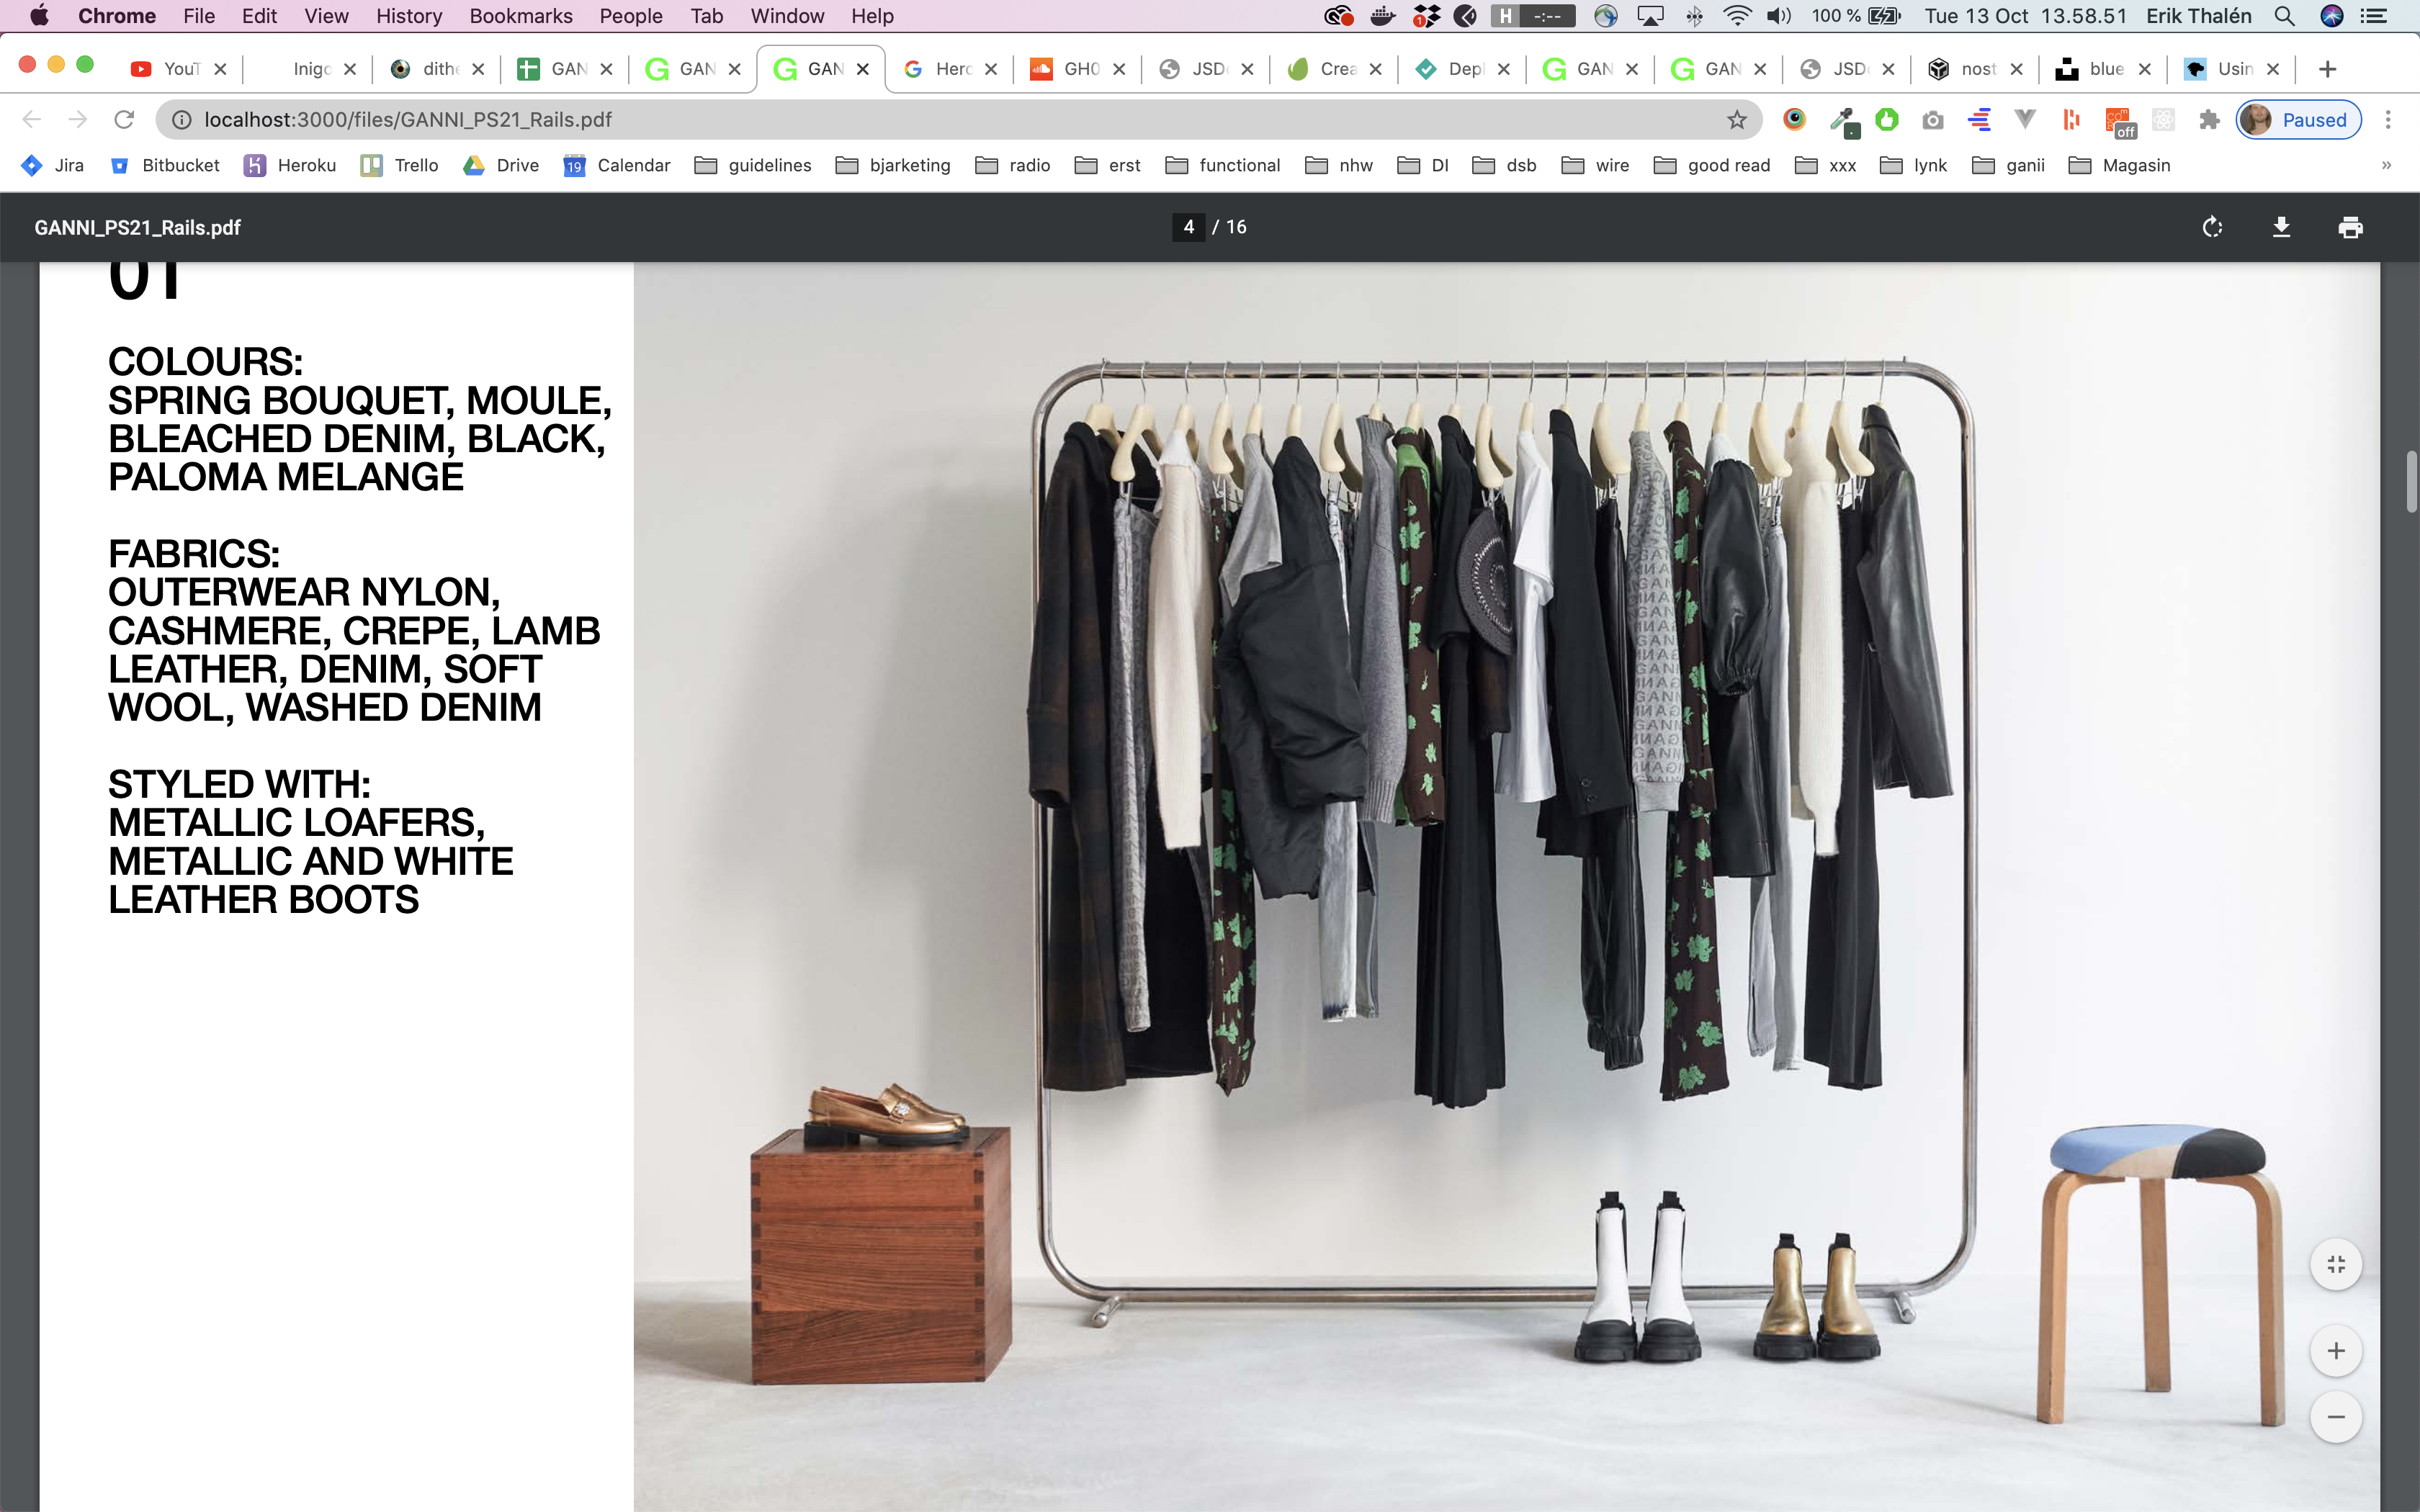 Chrome File Edit View History Bookmarks People Tab Window Help
1 H -:-- 100 % Tue 13 Oct 13.58.51 Erik Thalén
YouT Inigo dithe GAN GAN GAN Herc GHO JSD Crea Depl GAN GAN JSD nost blue Usin
localhost:3000/files/GANNI_PS21_Rails.pdf
off Paused
Jira Bitbucket Heroku Trello Drive 19 Calendar guidelines bjarketing radio erst functional nhw DI dsb wire good read xxx lynk ganii Magasin
GANNI_PS21_Rails.pdf 4 / 16
01
COLOURS:
SPRING BOUQUET, MOULE,
BLEACHED DENIM, BLACK,
PALOMA MELANGE
FABRICS:
OUTERWEAR NYLON,
CASHMERE, CREPE, LAMB
LEATHER, DENIM, SOFT
WOOL, WASHED DENIM
STYLED WITH:
METALLIC LOAFERS,
METALLIC AND WHITE
LEATHER BOOTS